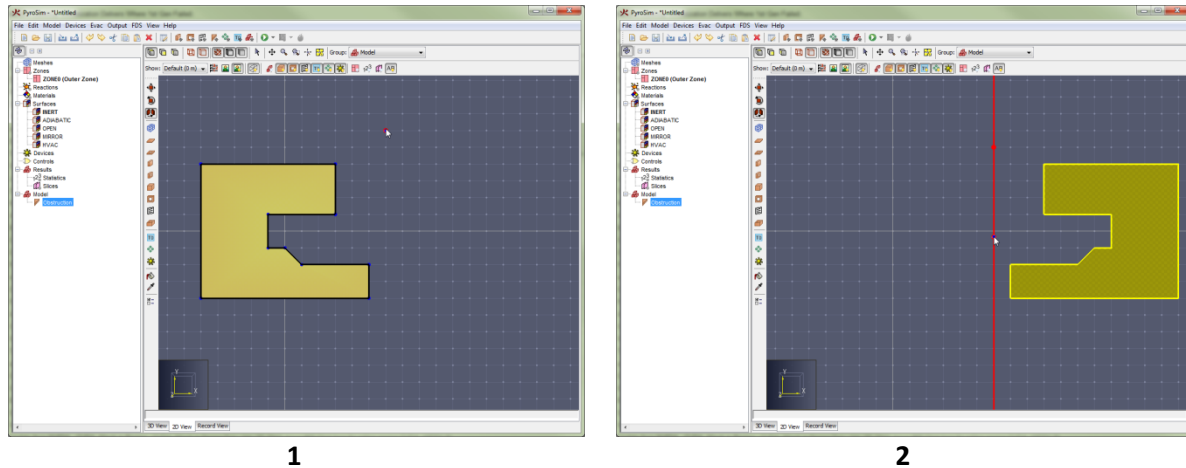 PyroSim - *Untitled
File Edit Model Devices Evac Output FDS View Help
Group: Model
Show: Default (0 m)
Meshes
Zones
ZONE0 (Outer Zone)
Reactions
Materials
Surfaces
INERT
ADIABATIC
OPEN
MIRROR
HVAC
Devices
Controls
Results
Statistics
Slices
Model
Obstruction
Y
X
3D View 2D View Record View
1
PyroSim - *Untitled
File Edit Model Devices Evac Output FDS View Help
Group: Model
Show: Default (0 m)
Meshes
Zones
ZONE0 (Outer Zone)
Reactions
Materials
Surfaces
INERT
ADIABATIC
OPEN
MIRROR
HVAC
Devices
Controls
Results
Statistics
Slices
Model
Obstruction
Y
X
3D View 2D View Record View
2